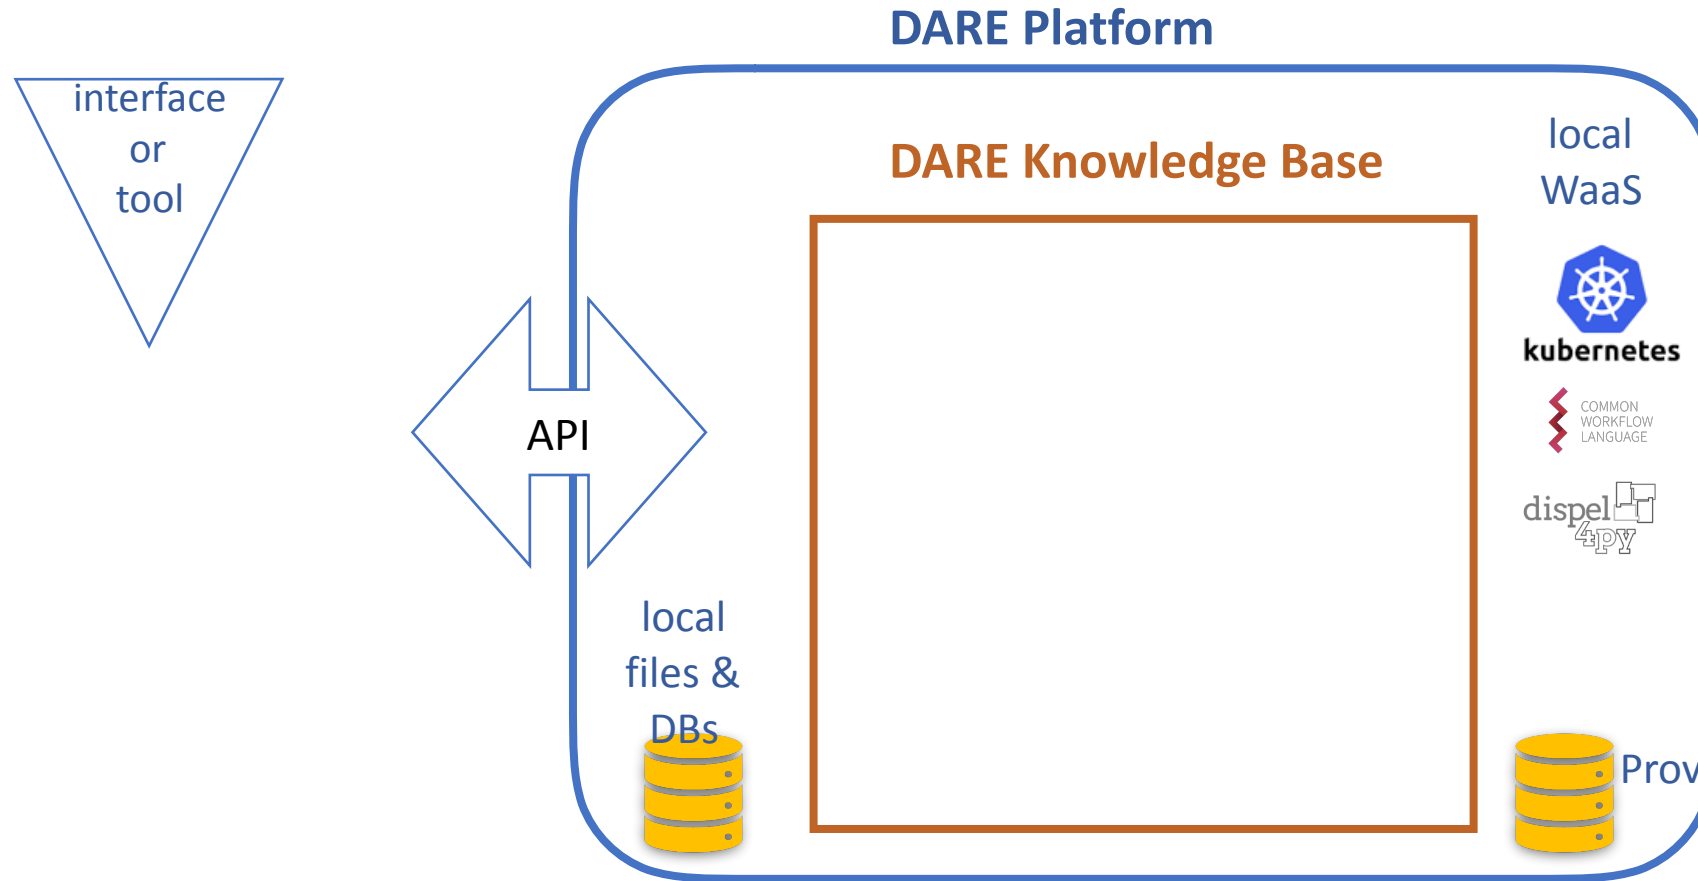 DARE Platform
interface
or
tool
DARE Knowledge Base
local
WaaS
kubernetes
COMMON
WORKFLOW
LANGUAGE
API
dispel
4py
local
files &
DBs
Prov